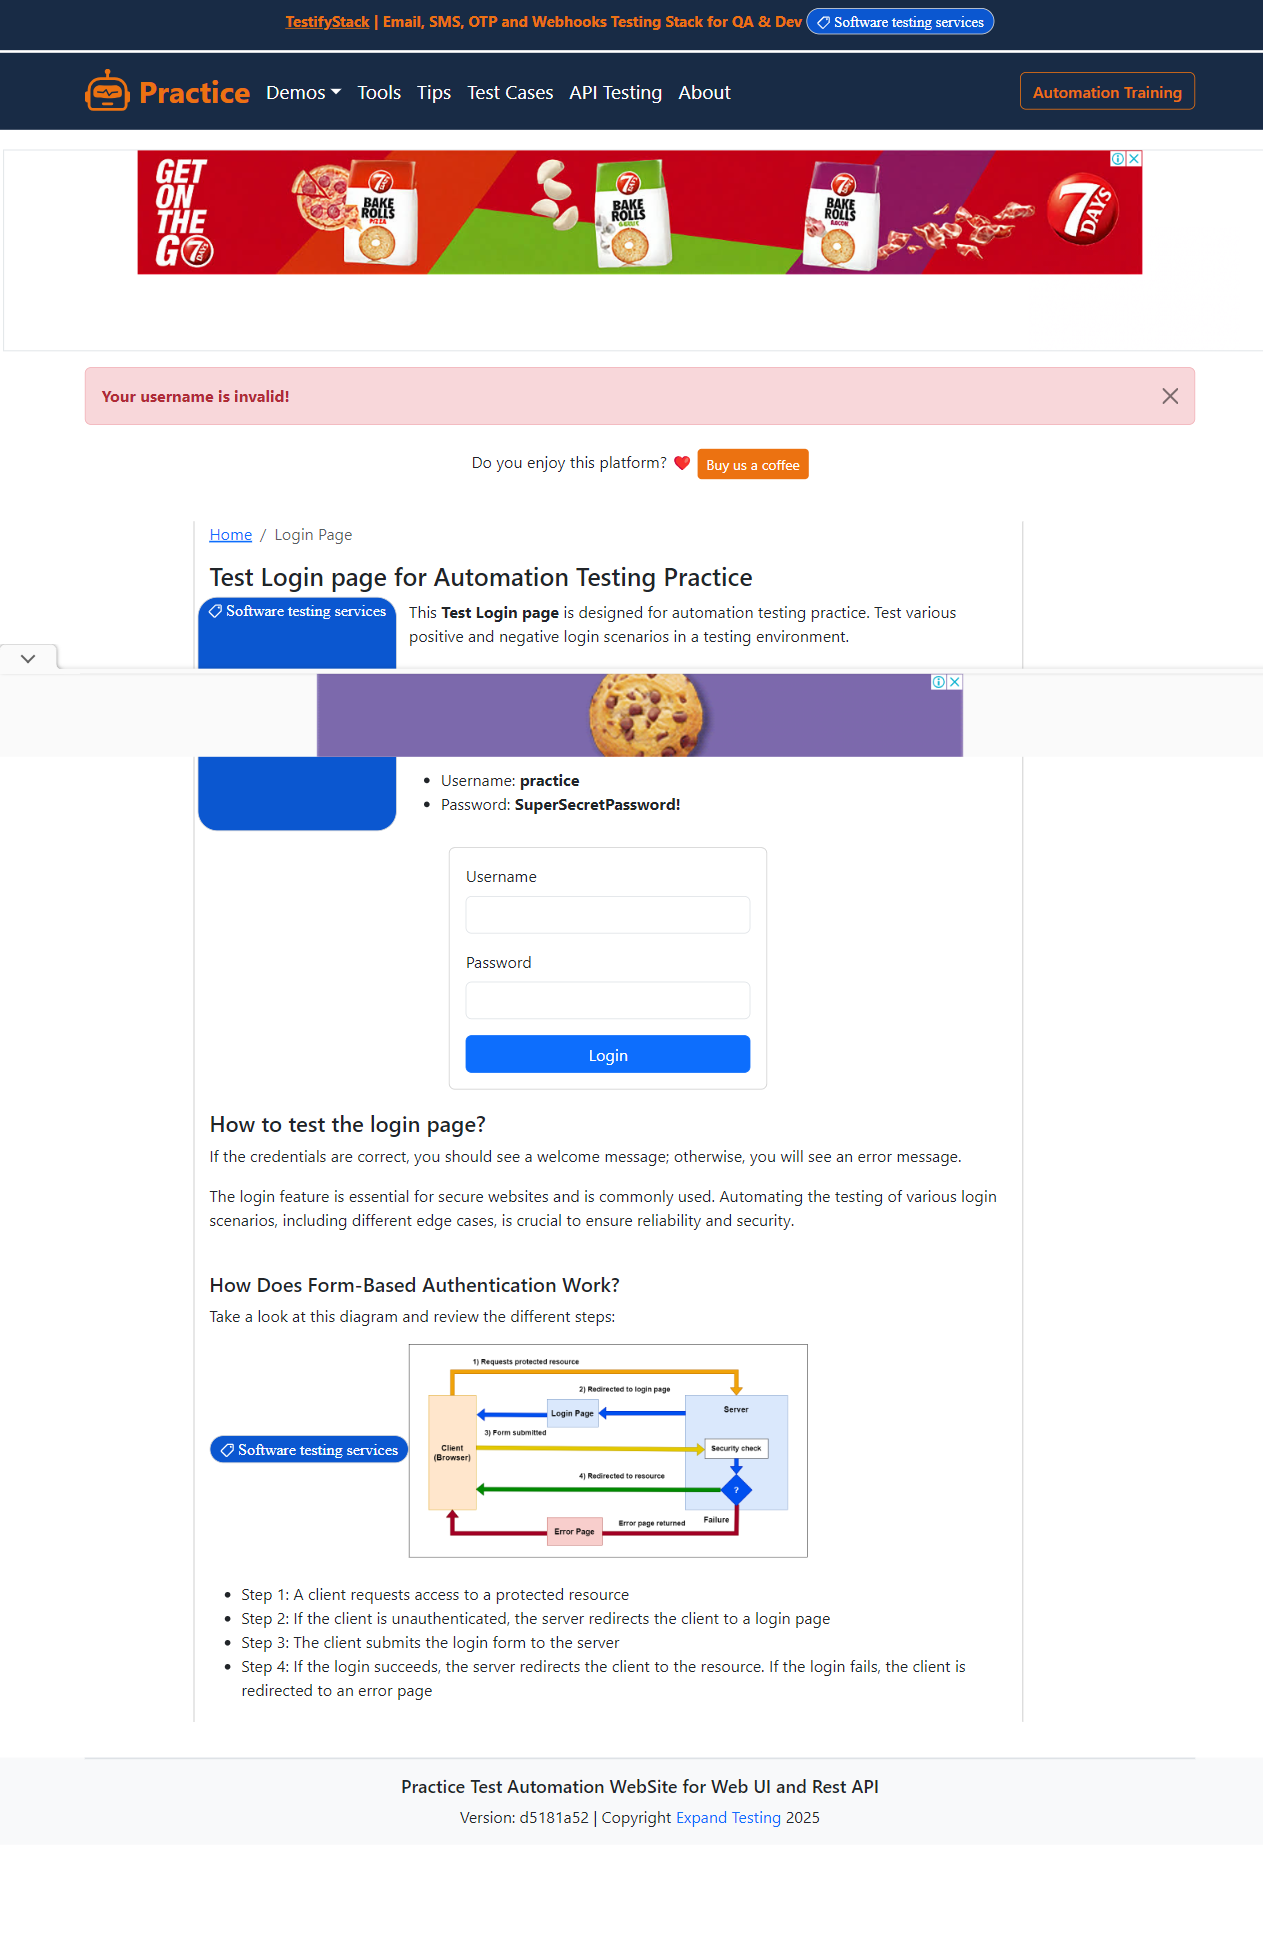 TestifyStack | Email, SMS, OTP and Webhooks Testing Stack for QA & Dev Software testing services
Practice Demos Tools Tips Test Cases API Testing About Automation Training
GET
ON
THE
GO
7 DAYS
7 DAYS
BAKE
ROLLS
PIZZA
7 DAYS
BAKE
ROLLS
GARLIC
7 DAYS
BAKE
ROLLS
BACON
7 DAYS
Your username is invalid!
Do you enjoy this platform? ❤️ Buy us a coffee
Home / Login Page
Test Login page for Automation Testing Practice
Software testing services
This Test Login page is designed for automation testing practice. Test various
positive and negative login scenarios in a testing environment.
• Username: practice
• Password: SuperSecretPassword!
Username
Password
Login
How to test the login page?
If the credentials are correct, you should see a welcome message; otherwise, you will see an error message.
The login feature is essential for secure websites and is commonly used. Automating the testing of various login
scenarios, including different edge cases, is crucial to ensure reliability and security.
How Does Form-Based Authentication Work?
Take a look at this diagram and review the different steps:
Software testing services
1) Requests protected resource
2) Redirected to login page
Login Page
Server
3) Form submitted
Client
(Browser)
Security check
4) Redirected to resource
?
Failure
Error page returned
Error Page
• Step 1: A client requests access to a protected resource
• Step 2: If the client is unauthenticated, the server redirects the client to a login page
• Step 3: The client submits the login form to the server
• Step 4: If the login succeeds, the server redirects the client to the resource. If the login fails, the client is
redirected to an error page
Practice Test Automation WebSite for Web UI and Rest API
Version: d5181a52 | Copyright Expand Testing 2025